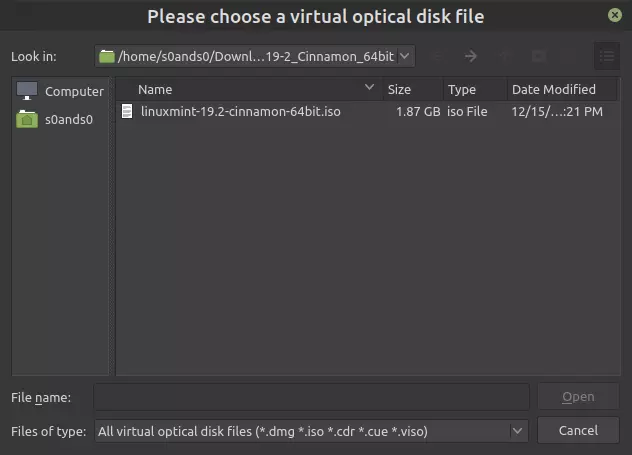 Please choose a virtual optical disk file
Look in: /home/s0ands0/Downl...19-2_Cinnamon_64bit
Computer
s0ands0
Name Size Type Date Modified
linuxmint-19.2-cinnamon-64bit.iso 1.87 GB iso File 12/15/...:21 PM
File name: Open
Files of type: All virtual optical disk files (*.dmg *.iso *.cdr *.cue *.viso) Cancel